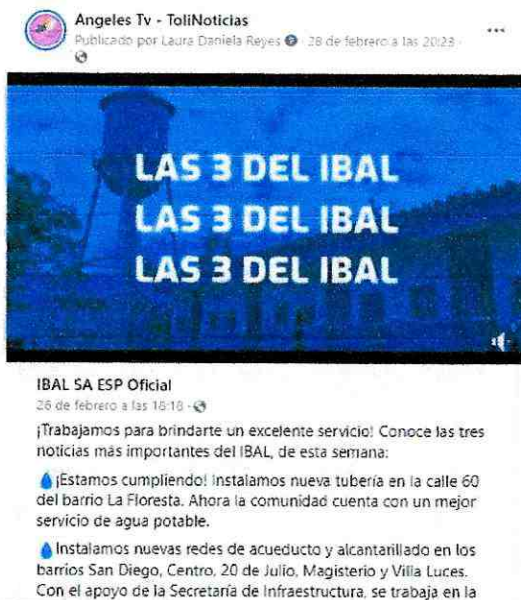 Angeles Tv - ToliNoticias
Publicado por Laura Daniela Reyes · 28 de febrero a las 20:23 ·
LAS 3 DEL IBAL
LAS 3 DEL IBAL
LAS 3 DEL IBAL
IBAL SA ESP Oficial
26 de febrero a las 18:18 ·
¡Trabajamos para brindarte un excelente servicio! Conoce las tres
noticias más importantes del IBAL, de esta semana:
💧¡Estamos cumpliendo! Instalamos nueva tubería en la calle 60
del barrio La Floresta. Ahora la comunidad cuenta con un mejor
servicio de agua potable.
💧Instalamos nuevas redes de acueducto y alcantarillado en los
barrios San Diego, Centro, 20 de Julio, Magisterio y Villa Luces.
Con el apoyo de la Secretaría de Infraestructura, se trabaja en la